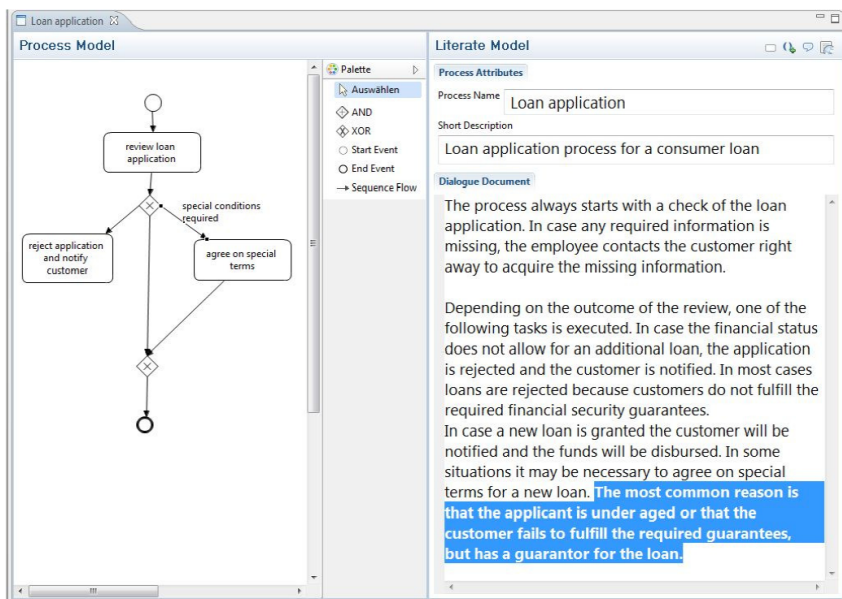 Loan application
Process Model
review loan
application
special conditions
required
reject application
and notify
customer
agree on special
terms
Palette
Auswählen
AND
XOR
Start Event
End Event
Sequence Flow
Literate Model
Process Attributes
Process Name
Loan application
Short Description
Loan application process for a consumer loan
Dialogue Document
The process always starts with a check of the loan
application. In case any required information is
missing, the employee contacts the customer right
away to acquire the missing information.
Depending on the outcome of the review, one of the
following tasks is executed. In case the financial status
does not allow for an additional loan, the application
is rejected and the customer is notified. In most cases
loans are rejected because customers do not fulfill the
required financial security guarantees.
In case a new loan is granted the customer will be
notified and the funds will be disbursed. In some
situations it may be necessary to agree on special
terms for a new loan. The most common reason is
that the applicant is under aged or that the
customer fails to fulfill the required guarantees,
but has a guarantor for the loan.